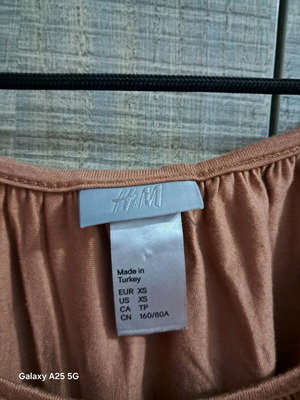 H&M
Made in
Turkey
EUR XS
US XS
CA TP
CN 160/80A
Galaxy A25 5G